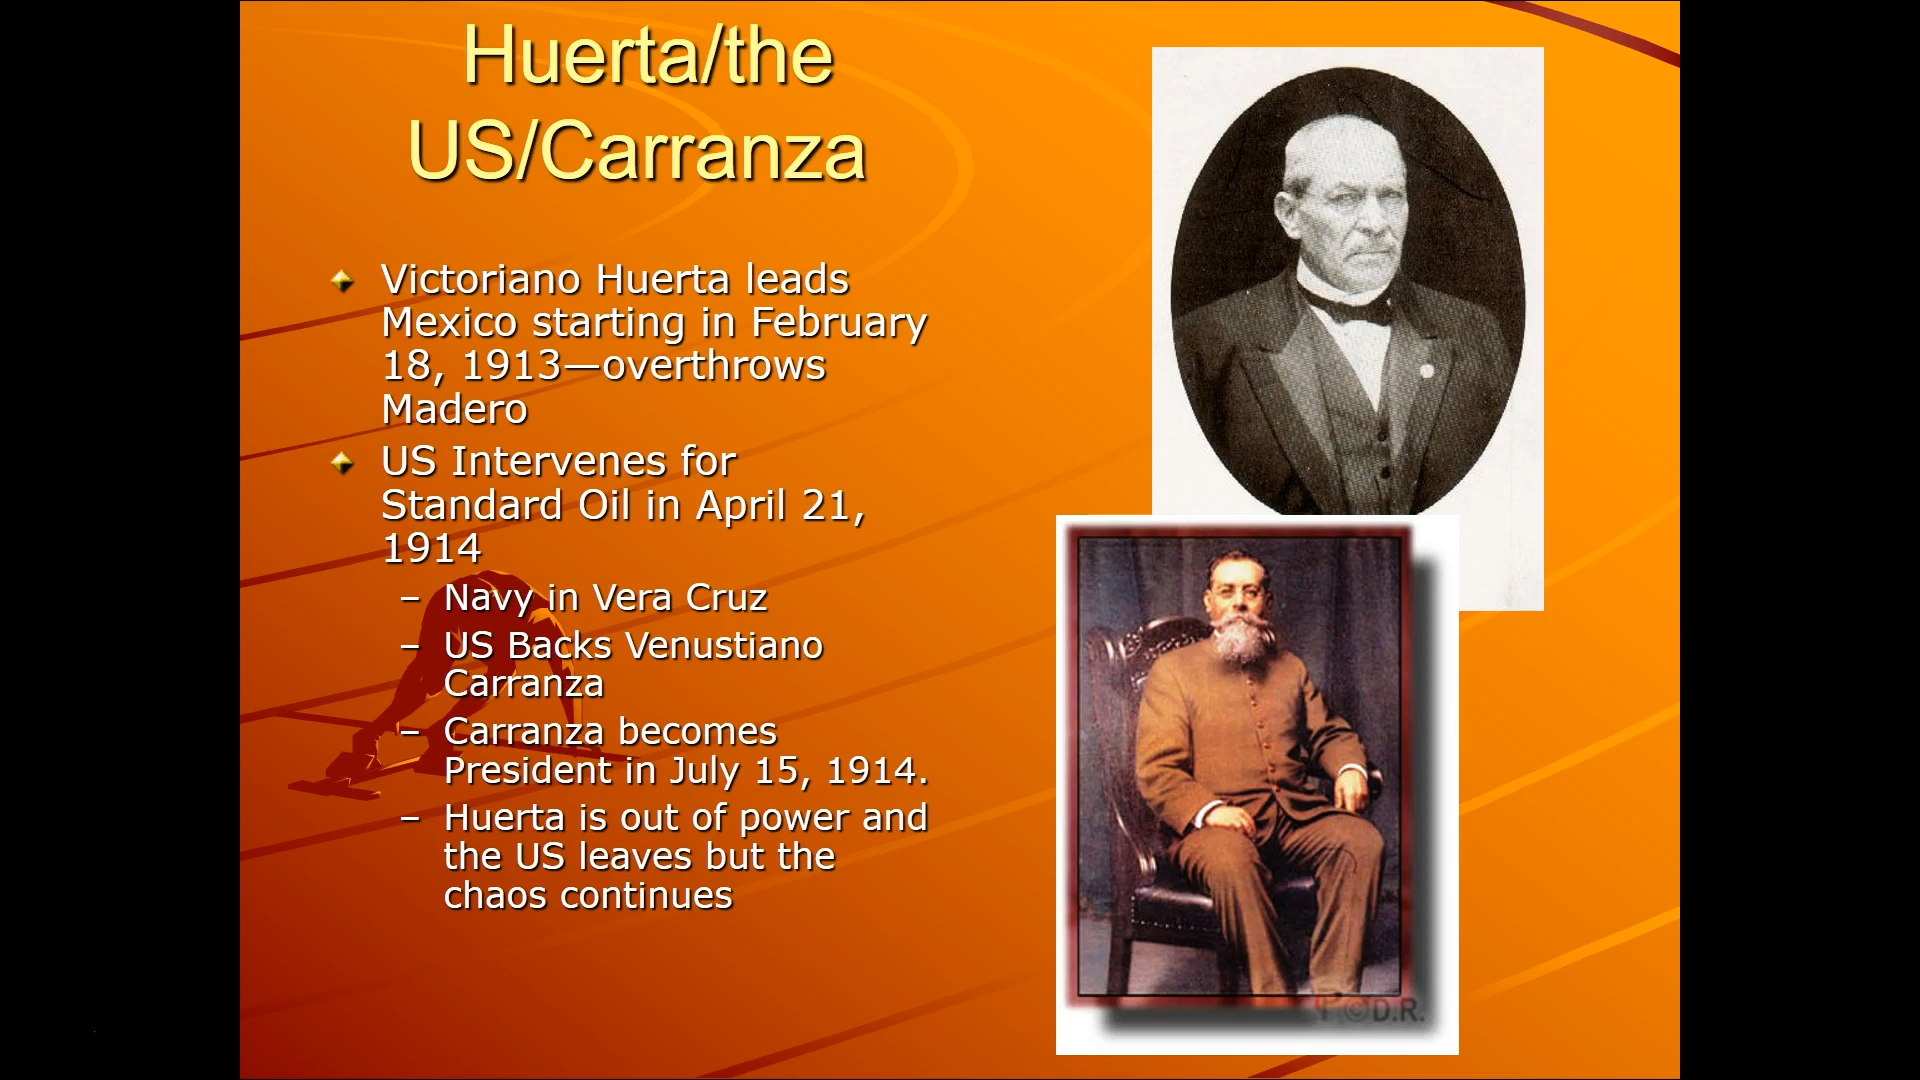 Huerta/the
US/Carranza
Victoriano Huerta leads
Mexico starting in February
18, 1913—overthrows
Madero
US Intervenes for
Standard Oil in April 21,
1914
– Navy in Vera Cruz
– US Backs Venustiano
Carranza
– Carranza becomes
President in July 15, 1914.
– Huerta is out of power and
the US leaves but the
chaos continues
©D.R.